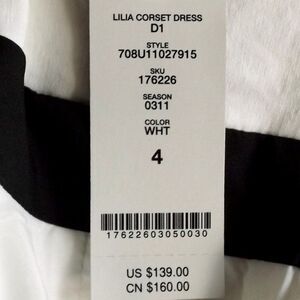 LILIA CORSET DRESS
D1
STYLE
708U11027915
SKU
176226
SEASON
0311
COLOR
WHT
4
17622603050030
US $139.00
CN $160.00